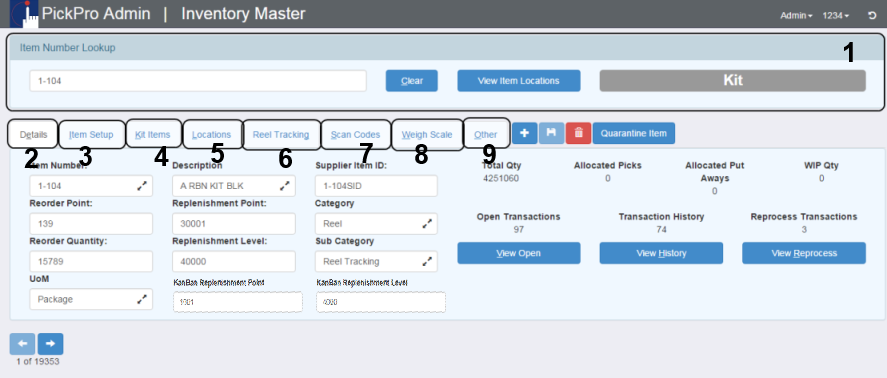 PickPro Admin | Inventory Master Admin 1234
Item Number Lookup 1
1-104 Clear View Item Locations Kit
Details Item Setup Kit Items Locations Reel Tracking Scan Codes Weigh Scale Other Quarantine Item
2 3 4 5 6 7 8 9
Item Number: Description Supplier Item ID: Total Qty Allocated Picks Allocated Put Aways WIP Qty
1-104 A RBN KIT BLK 1-104SID 4251060 0 0 0
Reorder Point: Replenishment Point: Category
139 30001 Reel Open Transactions Transaction History Reprocess Transactions
97 74 3
Reorder Quantity: Replenishment Level: Sub Category
15789 40000 Reel Tracking View Open View History View Reprocess
UoM KanBan Replenishment Point KanBan Replenishment Level
Package 1001 4000
1 of 19353